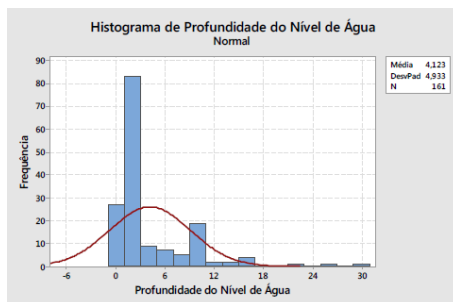 Histograma de Profundidade do Nível de Água
Normal
Média 4,123
DesvPad 4,933
N 161
Frequência
90
80
70
60
50
40
30
20
10
0
-6 0 6 12 18 24 30
Profundidade do Nível de Água